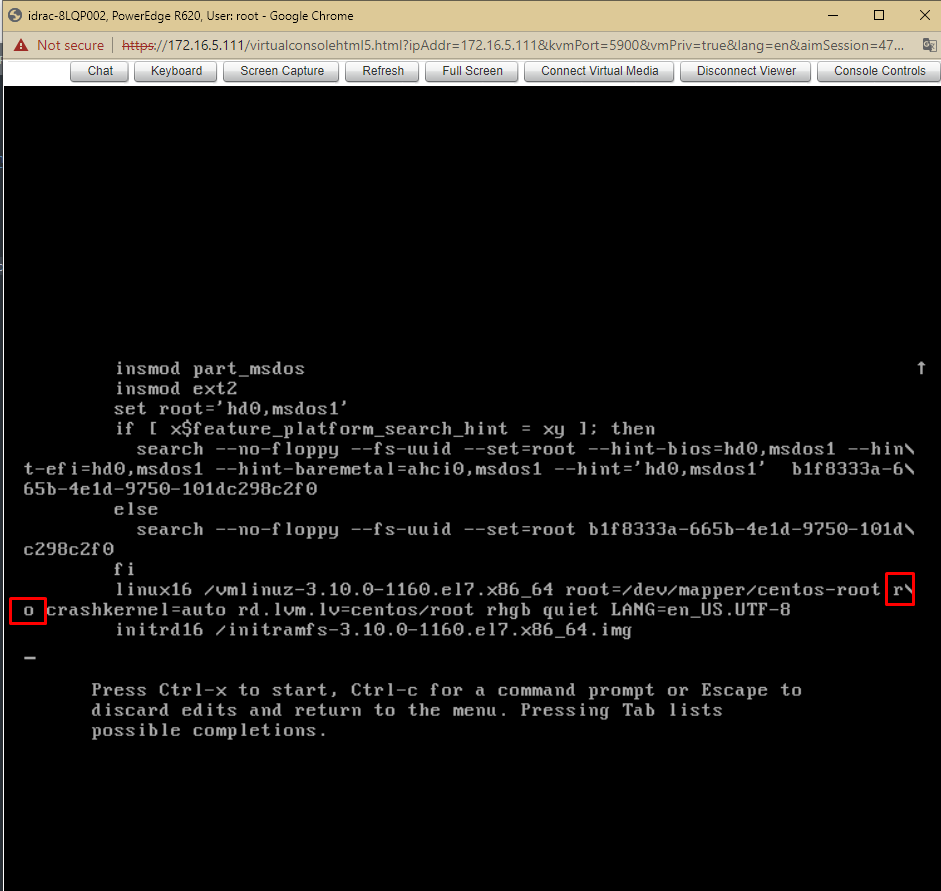 idrac-8LQP002, PowerEdge R620, User: root - Google Chrome
Not secure | https://172.16.5.111/virtualconsolehtml5.html?ipAddr=172.16.5.111&kvmPort=5900&vmPriv=true&lang=en&aimSession=47...
Chat Keyboard Screen Capture Refresh Full Screen Connect Virtual Media Disconnect Viewer Console Controls
insmod part_msdos ↑
insmod ext2
set root='hd0,msdos1'
if [ x$feature_platform_search_hint = xy ]; then
search --no-floppy --fs-uuid --set=root --hint-bios=hd0,msdos1 --hin\
t-efi=hd0,msdos1 --hint-baremetal=ahci0,msdos1 --hint='hd0,msdos1'  b1f8333a-6\
65b-4e1d-9750-101dc298c2f0
else
search --no-floppy --fs-uuid --set=root b1f8333a-665b-4e1d-9750-101d\
c298c2f0
fi
linux16 /vmlinuz-3.10.0-1160.el7.x86_64 root=/dev/mapper/centos-root r\
o crashkernel=auto rd.lvm.lv=centos/root rhgb quiet LANG=en_US.UTF-8
initrd16 /initramfs-3.10.0-1160.el7.x86_64.img
_
Press Ctrl-x to start, Ctrl-c for a command prompt or Escape to
discard edits and return to the menu. Pressing Tab lists
possible completions.